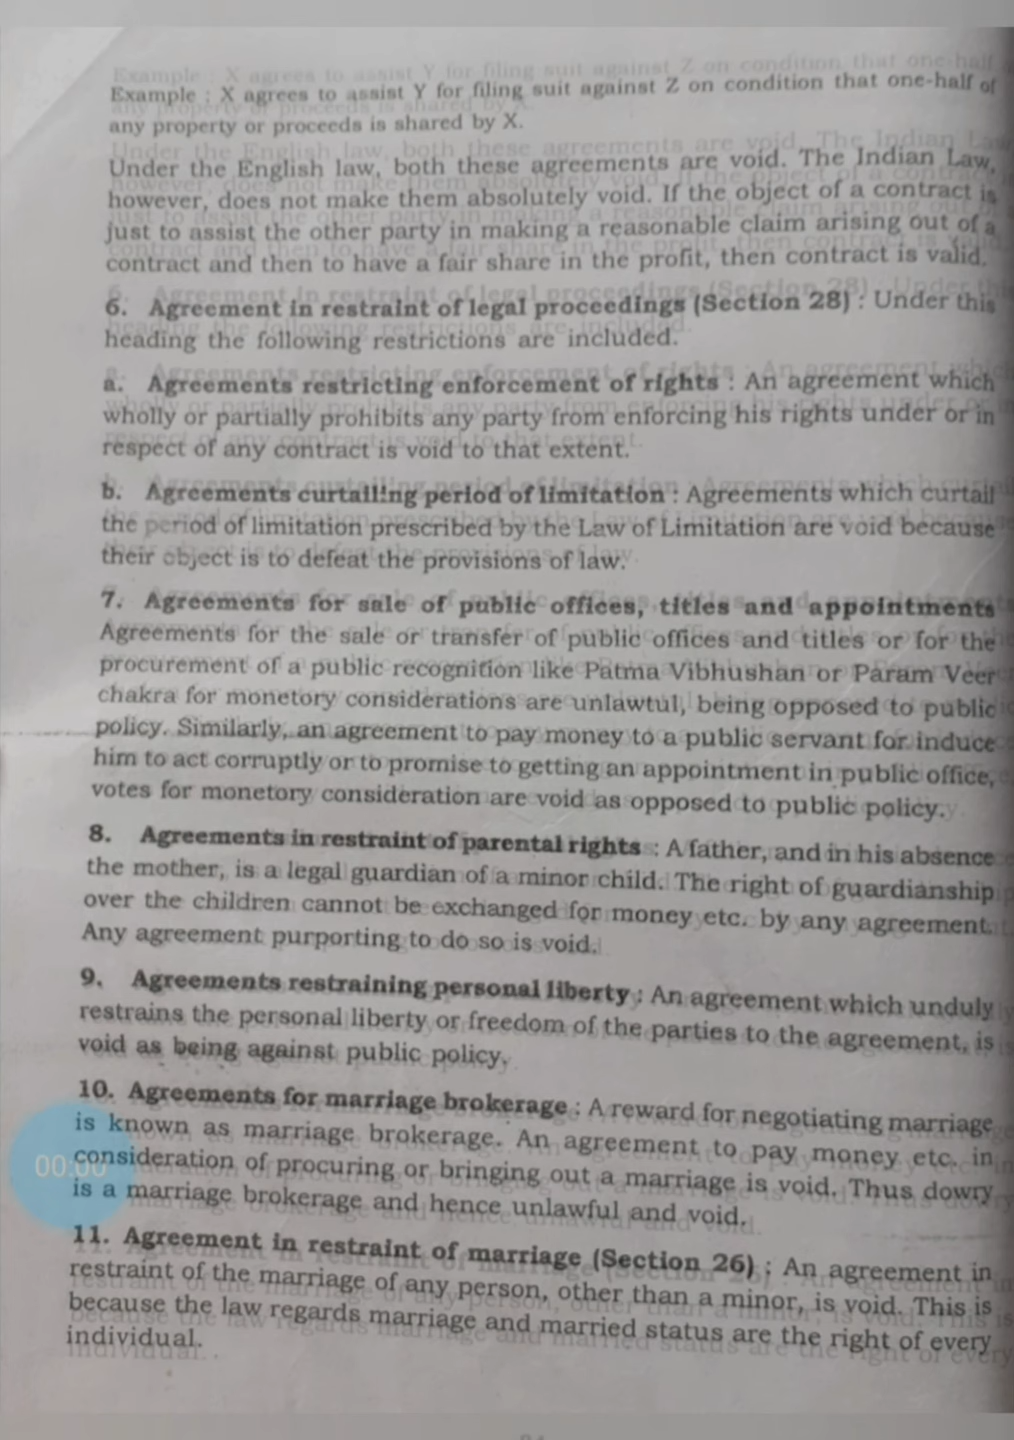 Example : X agrees to assist Y for filing suit against Z on condition that one-half of
any property or proceeds is shared by X.
Under the English law, both these agreements are void. The Indian Law,
however, does not make them absolutely void. If the object of a contract is
just to assist the other party in making a reasonable claim arising out of a
contract and then to have a fair share in the profit, then contract is valid.
6. Agreement in restraint of legal proceedings (Section 28) : Under this
heading the following restrictions are included.
a. Agreements restricting enforcement of rights : An agreement which
wholly or partially prohibits any party from enforcing his rights under or in
respect of any contract is void to that extent.
b. Agreements curtailing period of limitation : Agreements which curtail
the period of limitation prescribed by the Law of Limitation are void because
their object is to defeat the provisions of law.
7. Agreements for sale of public offices, titles and appointments
Agreements for the sale or transfer of public offices and titles or for the
procurement of a public recognition like Patma Vibhushan or Param Veer
chakra for monetory considerations are unlawtul, being opposed to public
policy. Similarly, an agreement to pay money to a public servant for induce
him to act corruptly or to promise to getting an appointment in public office,
votes for monetory consideration are void as opposed to public policy.
8. Agreements in restraint of parental rights : A father, and in his absence
the mother, is a legal guardian of a minor child. The right of guardianship
over the children cannot be exchanged for money etc. by any agreement.
Any agreement purporting to do so is void.
9. Agreements restraining personal liberty : An agreement which unduly
restrains the personal liberty or freedom of the parties to the agreement, is
void as being against public policy.
10. Agreements for marriage brokerage : A reward for negotiating marriage
is known as marriage brokerage. An agreement to pay money etc. in
00:00
consideration of procuring or bringing out a marriage is void. Thus dowry
is a marriage brokerage and hence unlawful and void.
11. Agreement in restraint of marriage (Section 26) : An agreement in
restraint of the marriage of any person, other than a minor, is void. This is
because the law regards marriage and married status are the right of every
individual.